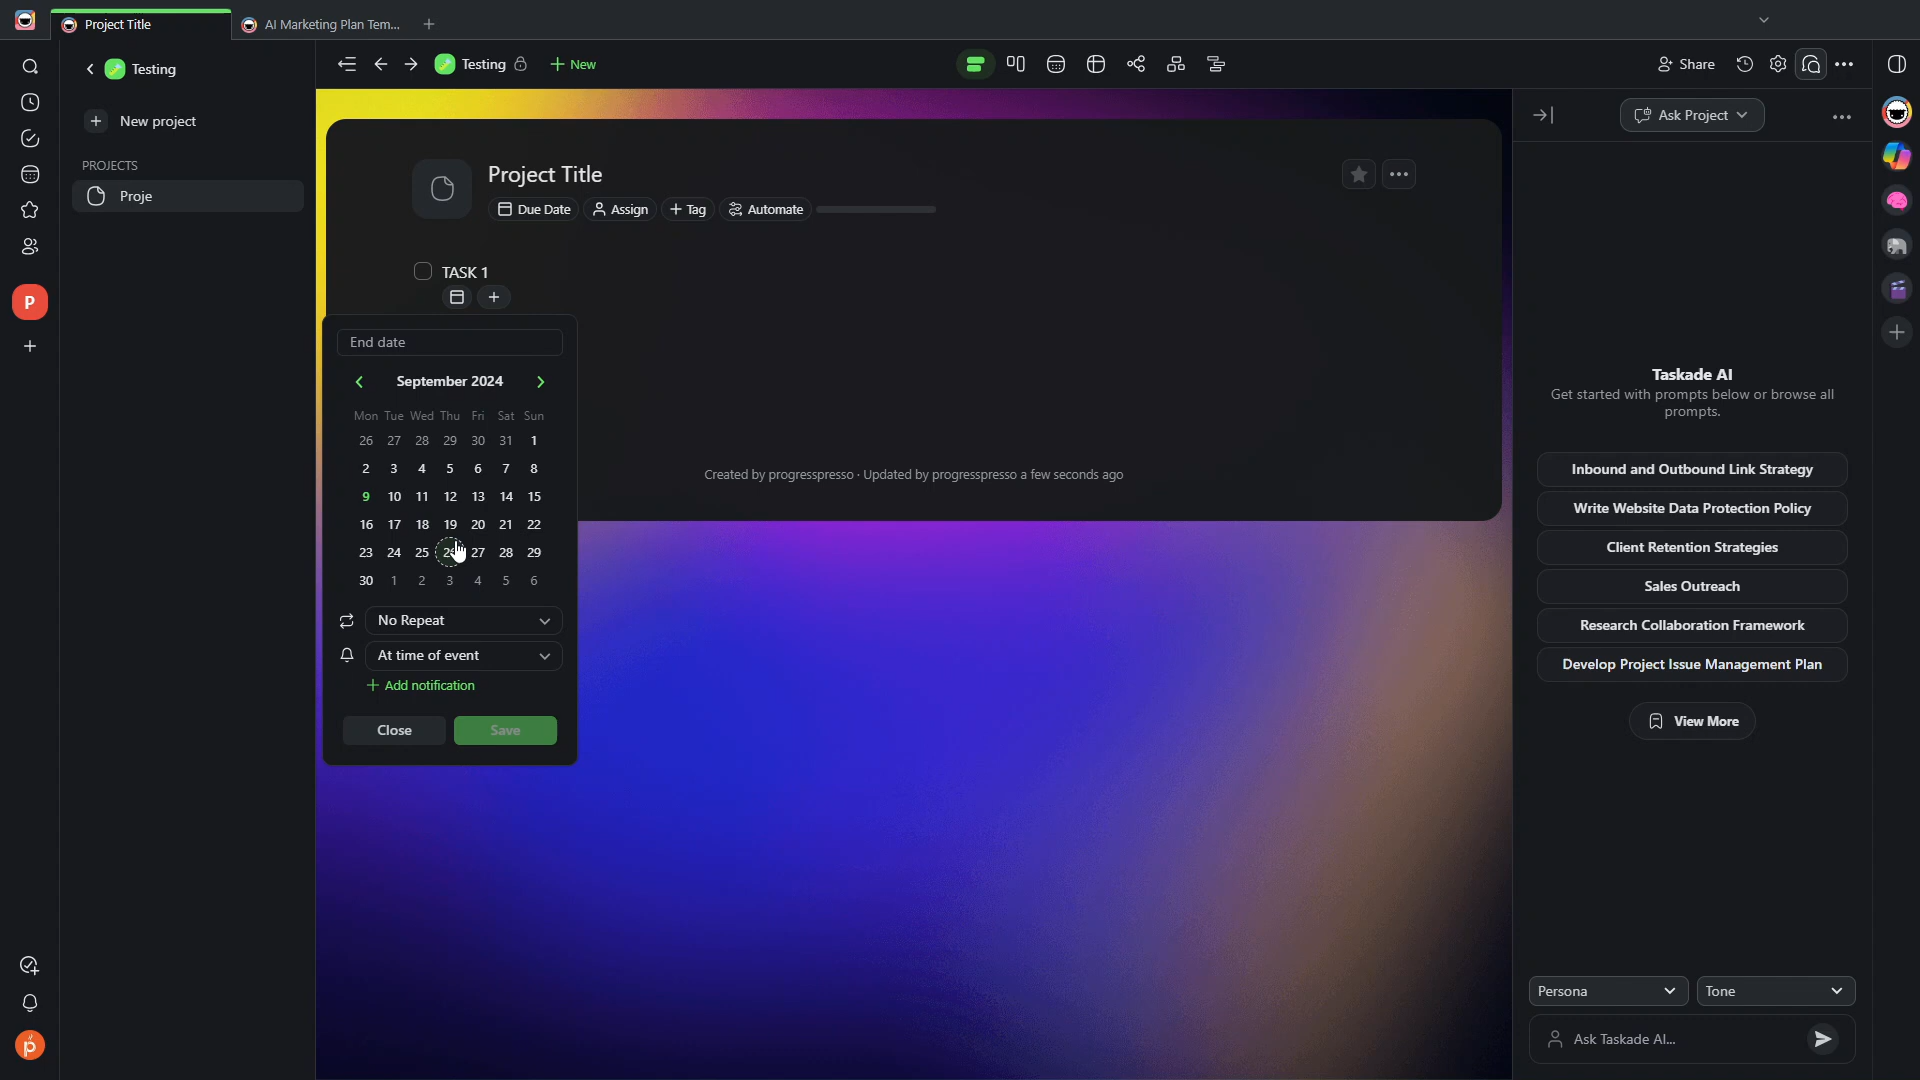 Project Title
AI Marketing Plan Tem...
Testing
New project
PROJECTS
Proje
P
Testing
New
Share
Project Title
Due Date
Assign
Tag
Automate
TASK 1
End date
September 2024
Mon Tue Wed Thu Fri Sat Sun
26 27 28 29 30 31 1
2 3 4 5 6 7 8
9 10 11 12 13 14 15
16 17 18 19 20 21 22
23 24 25 27 28 29
30 1 2 3 4 5 6
No Repeat
At time of event
Add notification
Close
Save
Created by progresspresso · Updated by progresspresso a few seconds ago
Ask Project
Taskade AI
Get started with prompts below or browse all
prompts.
Inbound and Outbound Link Strategy
Write Website Data Protection Policy
Client Retention Strategies
Sales Outreach
Research Collaboration Framework
Develop Project Issue Management Plan
View More
Persona
Tone
Ask Taskade AI...